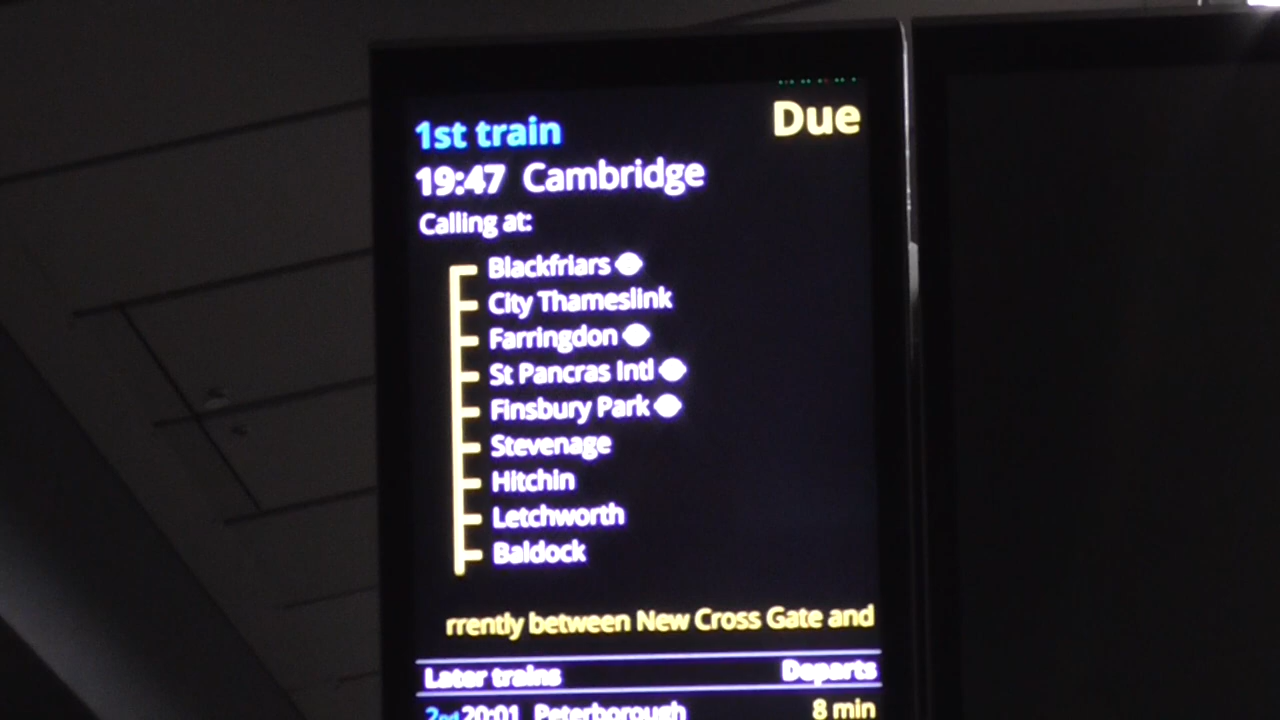 1st train Due
19:47 Cambridge
Calling at:
Blackfriars
City Thameslink
Farringdon
St Pancras Intl
Finsbury Park
Stevenage
Hitchin
Letchworth
Baldock
rrently between New Cross Gate and
Later trains Departs
2nd 20:01 Peterborough 8 min